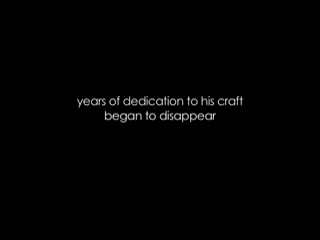 years of dedication to his craft
began to disappear